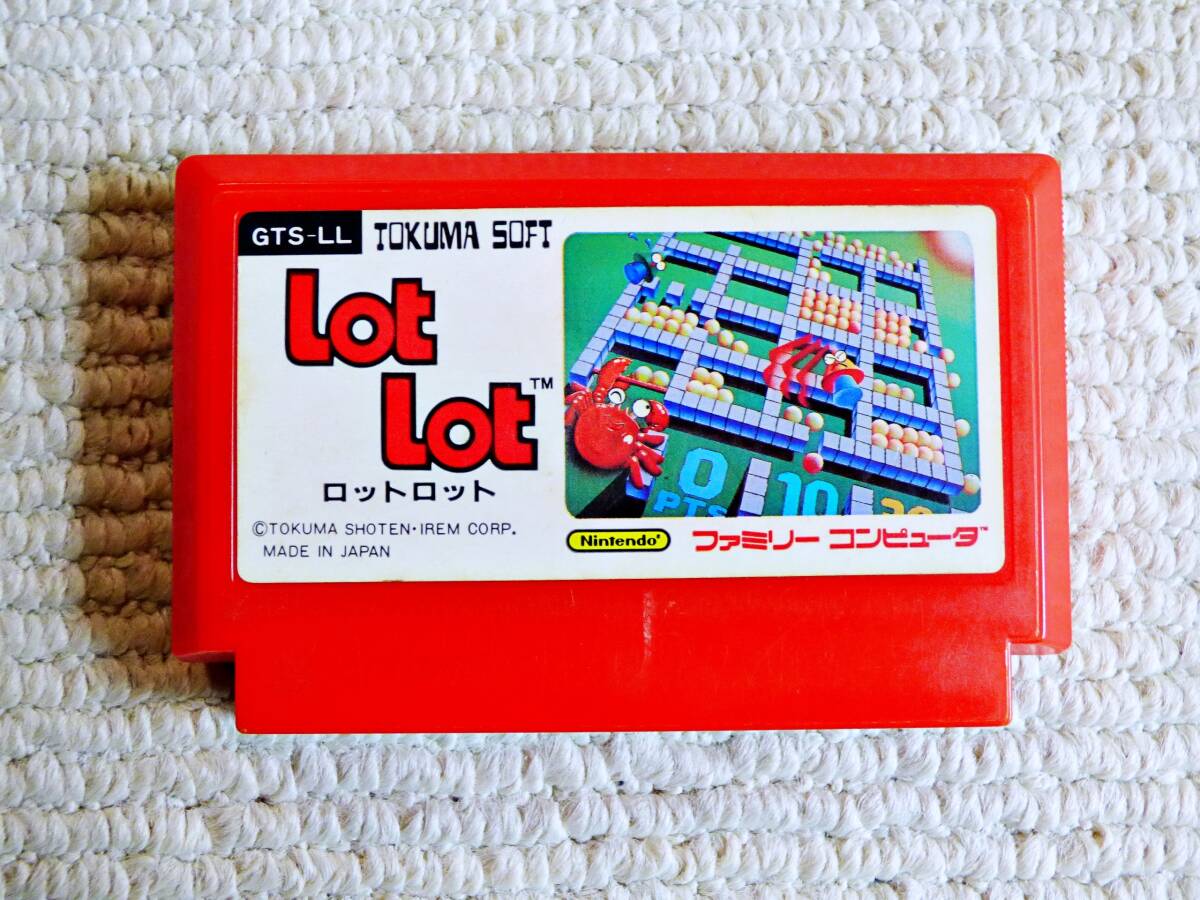 GTS-LL TOKUMA SOFT
Lot
Lot™
ロットロット
©TOKUMA SHOTEN·IREM CORP.
MADE IN JAPAN
0
PTS
10
20
Nintendo® ファミリー コンピュータ™